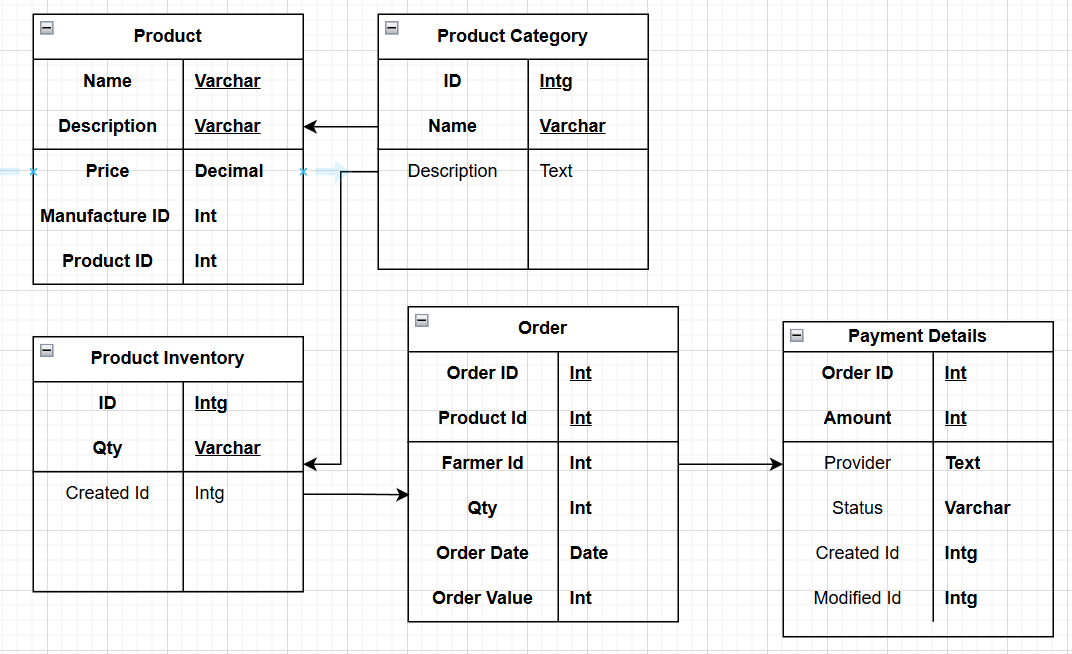 Product
Name Varchar
Description Varchar
Price Decimal
Manufacture ID Int
Product ID Int
Product Category
ID Intg
Name Varchar
Description Text
Product Inventory
ID Intg
Qty Varchar
Created Id Intg
Order
Order ID Int
Product Id Int
Farmer Id Int
Qty Int
Order Date Date
Order Value Int
Payment Details
Order ID Int
Amount Int
Provider Text
Status Varchar
Created Id Intg
Modified Id Intg